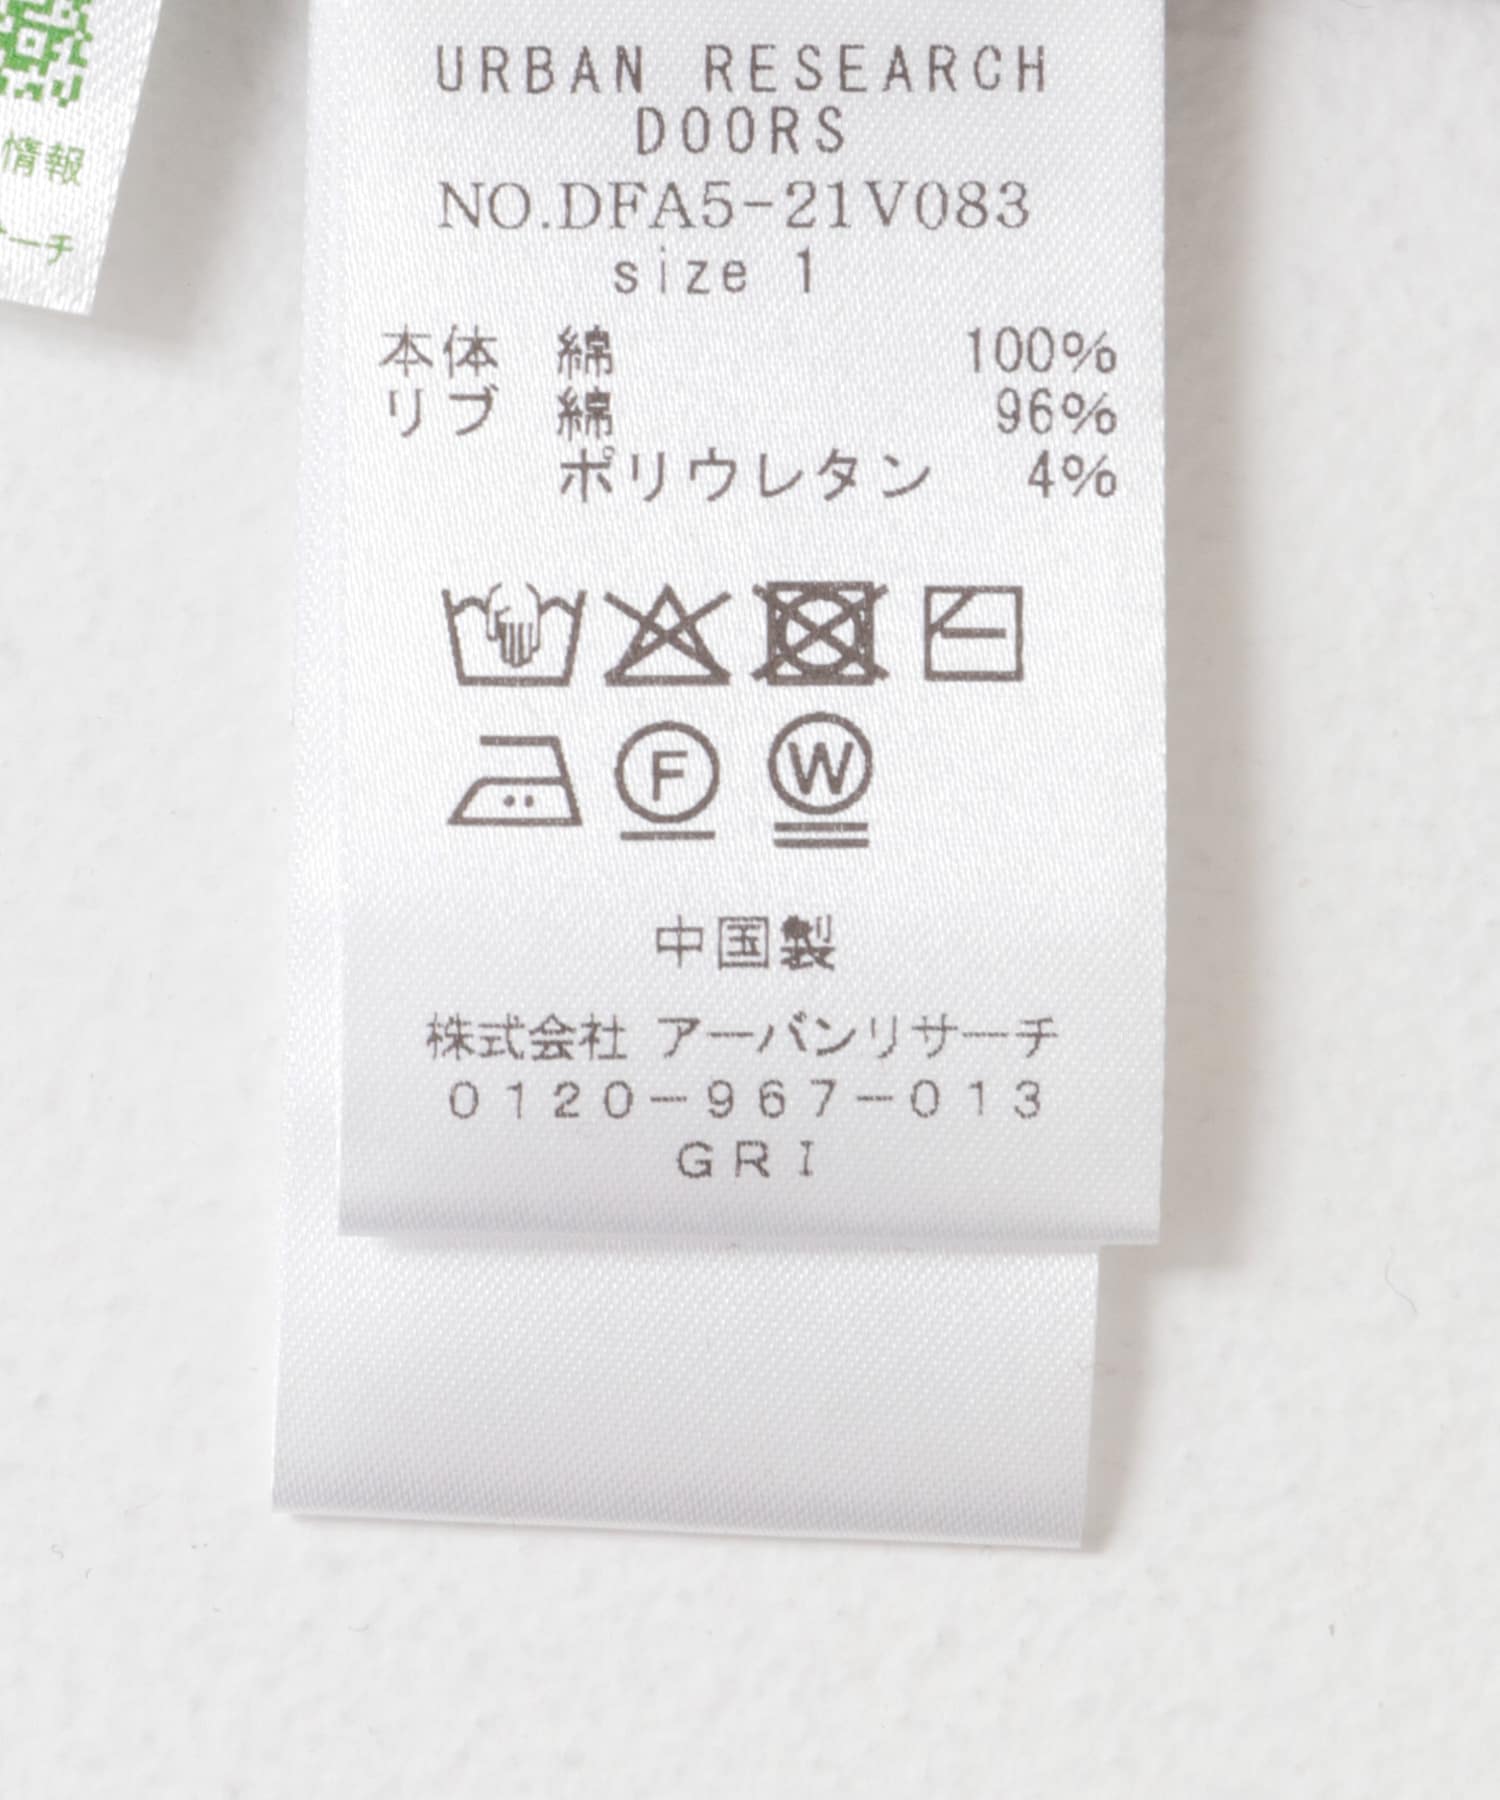 URBAN RESEARCH
DOORS
NO.DFA5-21V083
size 1
本体 綿 100%
リブ 綿 96%
ポリウレタン 4%
F W
中国製
株式会社 アーバンリサーチ
0120-967-013
GRI
情報
ーチ